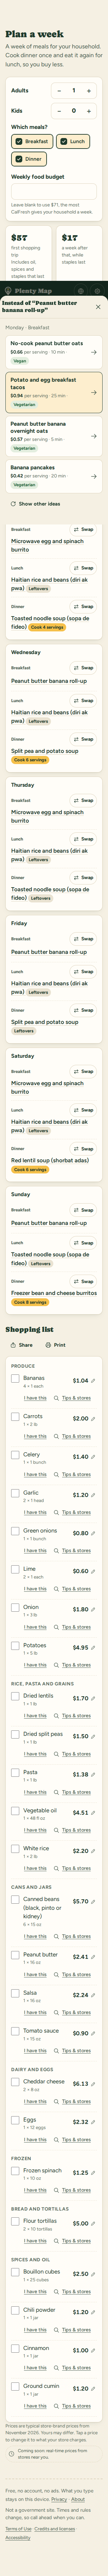 Plan a week
A week of meals for your household.
Cook dinner once and eat it again for
lunch, so you spend less.
Adults
− 1 +
Kids
− 0 +
Which meals?
Breakfast
Lunch
Dinner
Weekly food budget
Leave blank to use $71, the most
CalFresh gives your household a week.
$57
first shopping
trip
Includes oil,
spices and
staples that last
$17
a week after
that, while
staples last
Plenty Map
Instead of "Peanut butter
banana roll-up"
Monday · Breakfast
No-cook peanut butter oats
$0.66 per serving · 10 min
Vegan
Potato and egg breakfast
tacos
$0.94 per serving · 25 min
Vegetarian
Peanut butter banana
overnight oats
$0.57 per serving · 5 min
Vegetarian
Banana pancakes
$0.42 per serving · 20 min
Vegetarian
Show other ideas
Breakfast
Swap
Microwave egg and spinach
burrito
Lunch
Swap
Haitian rice and beans (diri ak
pwa) Leftovers
Dinner
Swap
Toasted noodle soup (sopa de
fideo) Cook 4 servings
Wednesday
Breakfast
Swap
Peanut butter banana roll-up
Lunch
Swap
Haitian rice and beans (diri ak
pwa) Leftovers
Dinner
Swap
Split pea and potato soup
Cook 6 servings
Thursday
Breakfast
Swap
Microwave egg and spinach
burrito
Lunch
Swap
Haitian rice and beans (diri ak
pwa) Leftovers
Dinner
Swap
Toasted noodle soup (sopa de
fideo) Leftovers
Friday
Breakfast
Swap
Peanut butter banana roll-up
Lunch
Swap
Haitian rice and beans (diri ak
pwa) Leftovers
Dinner
Swap
Split pea and potato soup
Leftovers
Saturday
Breakfast
Swap
Microwave egg and spinach
burrito
Lunch
Swap
Haitian rice and beans (diri ak
pwa) Leftovers
Dinner
Swap
Red lentil soup (shorbat adas)
Cook 6 servings
Sunday
Breakfast
Swap
Peanut butter banana roll-up
Lunch
Swap
Toasted noodle soup (sopa de
fideo) Leftovers
Dinner
Swap
Freezer bean and cheese burritos
Cook 8 servings
Shopping list
Share
Print
PRODUCE
Bananas
$1.04
4 × 1 each
I have this
Tips & stores
Carrots
$2.00
1 × 2 lb
I have this
Tips & stores
Celery
$1.40
1 × 1 bunch
I have this
Tips & stores
Garlic
$1.20
2 × 1 head
I have this
Tips & stores
Green onions
$0.80
1 × 1 bunch
I have this
Tips & stores
Lime
$0.60
2 × 1 each
I have this
Tips & stores
Onion
$1.80
1 × 3 lb
I have this
Tips & stores
Potatoes
$4.95
1 × 5 lb
I have this
Tips & stores
RICE, PASTA AND GRAINS
Dried lentils
$1.70
1 × 1 lb
I have this
Tips & stores
Dried split peas
$1.50
1 × 1 lb
I have this
Tips & stores
Pasta
$1.38
1 × 1 lb
I have this
Tips & stores
Vegetable oil
$4.51
1 × 48 fl oz
I have this
Tips & stores
White rice
$2.20
1 × 2 lb
I have this
Tips & stores
CANS AND JARS
Canned beans
(black, pinto or
kidney)
$5.70
6 × 15 oz
I have this
Tips & stores
Peanut butter
$2.41
1 × 16 oz
I have this
Tips & stores
Salsa
$2.24
1 × 16 oz
I have this
Tips & stores
Tomato sauce
$0.90
1 × 15 oz
I have this
Tips & stores
DAIRY AND EGGS
Cheddar cheese
$6.13
2 × 8 oz
I have this
Tips & stores
Eggs
$2.32
1 × 12 eggs
I have this
Tips & stores
FROZEN
Frozen spinach
$1.25
1 × 10 oz
I have this
Tips & stores
BREAD AND TORTILLAS
Flour tortillas
$5.00
2 × 10 tortillas
I have this
Tips & stores
SPICES AND OIL
Bouillon cubes
$2.50
1 × 25 cubes
I have this
Tips & stores
Chili powder
$1.20
1 × 1 jar
I have this
Tips & stores
Cinnamon
$1.00
1 × 1 jar
I have this
Tips & stores
Ground cumin
$1.20
1 × 1 jar
I have this
Tips & stores
Prices are typical store-brand prices from
November 2025. Yours may differ. Tap a price
to change it to what your store charges.
Coming soon: real-time prices from
stores near you.
Free, no account, no ads. What you type
stays on this device. Privacy · About
Not a government site. Times and rules
change, so call ahead when you can.
Terms of Use Credits and licenses
Accessibility